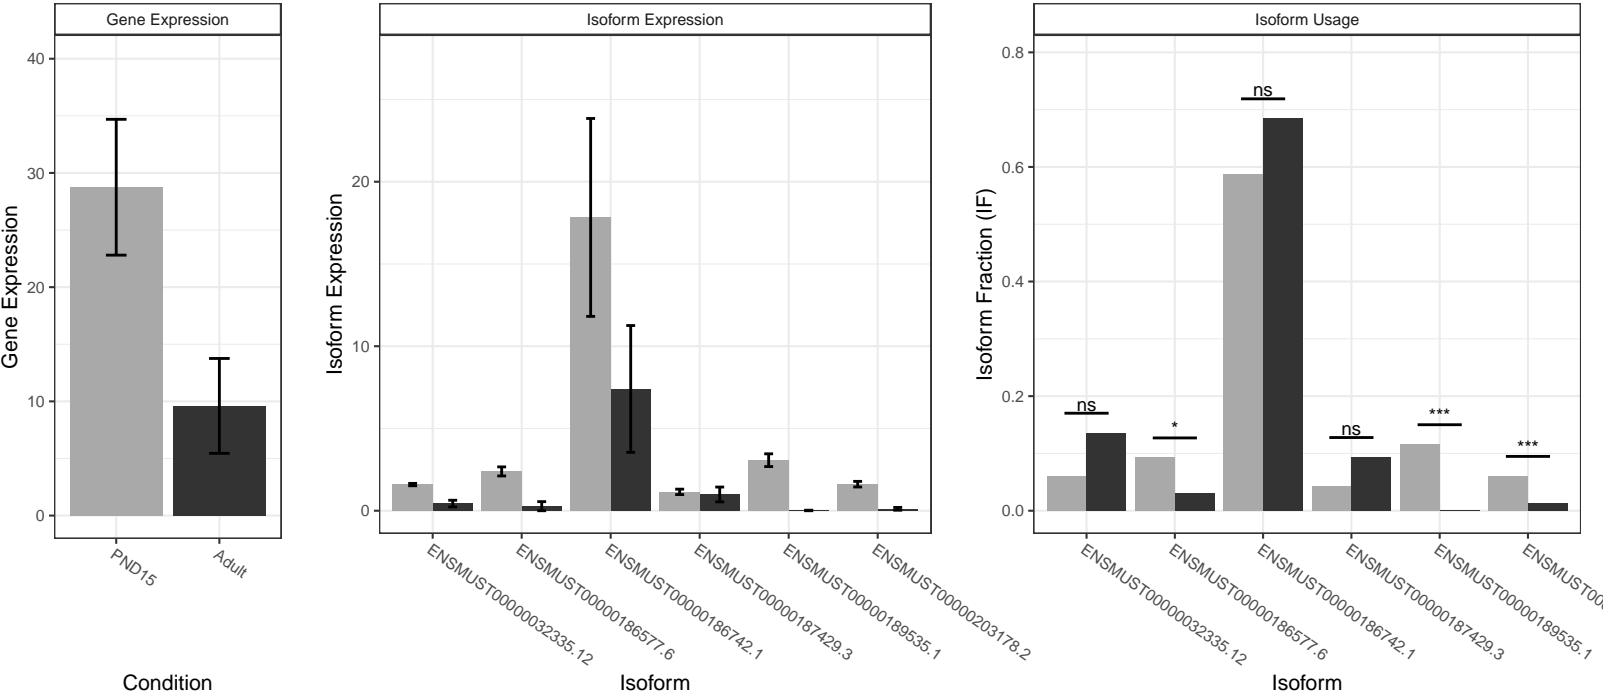 Gene Expression
Isoform Expression
Isoform Usage
Gene Expression
40
30
20
10
0
PND15
Adult
Condition
Isoform Expression
20
10
0
ENSMUST00000032335.12
ENSMUST00000186577.6
ENSMUST00000186742.1
ENSMUST00000187429.3
ENSMUST00000189535.1
ENSMUST00000203178.2
Isoform
Isoform Fraction (IF)
0.8
0.6
0.4
0.2
0.0
ns
*
ns
ns
***
***
ENSMUST00000032335.12
ENSMUST00000186577.6
ENSMUST00000186742.1
ENSMUST00000187429.3
ENSMUST00000189535.1
Isoform